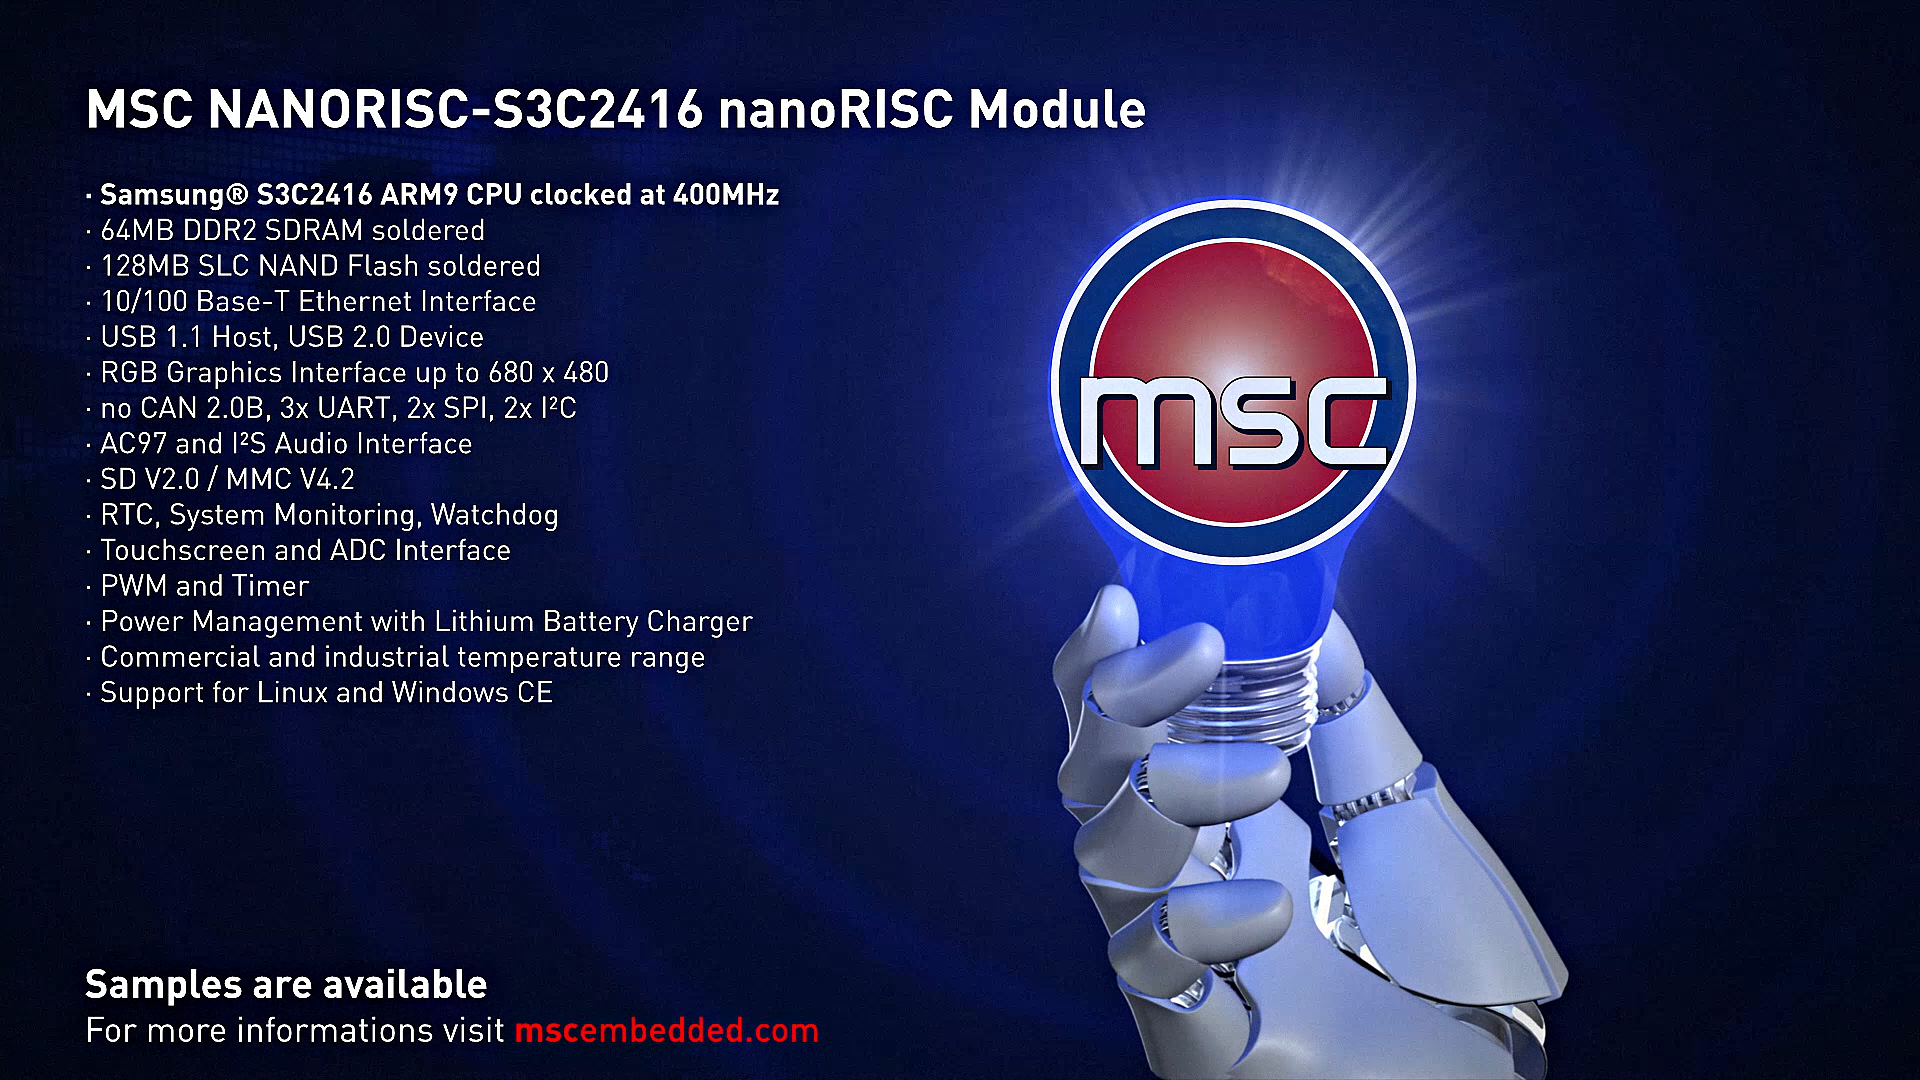 MSC NANORISC-S3C2416 nanoRISC Module
· Samsung® S3C2416 ARM9 CPU clocked at 400MHz
· 64MB DDR2 SDRAM soldered
· 128MB SLC NAND Flash soldered
· 10/100 Base-T Ethernet Interface
· USB 1.1 Host, USB 2.0 Device
· RGB Graphics Interface up to 680 x 480
· no CAN 2.0B, 3x UART, 2x SPI, 2x I²C
· AC97 and I²S Audio Interface
· SD V2.0 / MMC V4.2
· RTC, System Monitoring, Watchdog
· Touchscreen and ADC Interface
· PWM and Timer
· Power Management with Lithium Battery Charger
· Commercial and industrial temperature range
· Support for Linux and Windows CE
msc
Samples are available
For more informations visit mscembedded.com